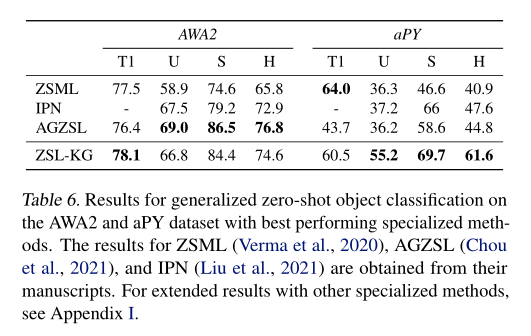 AWA2 aPY
T1 U S H T1 U S H
ZSML 77.5 58.9 74.6 65.8 64.0 36.3 46.6 40.9
IPN - 67.5 79.2 72.9 - 37.2 66 47.6
AGZSL 76.4 69.0 86.5 76.8 43.7 36.2 58.6 44.8
ZSL-KG 78.1 66.8 84.4 74.6 60.5 55.2 69.7 61.6
Table 6. Results for generalized zero-shot object classification on
the AWA2 and aPY dataset with best performing specialized meth-
ods. The results for ZSML (Verma et al., 2020), AGZSL (Chou
et al., 2021), and IPN (Liu et al., 2021) are obtained from their
manuscripts. For extended results with other specialized methods,
see Appendix I.